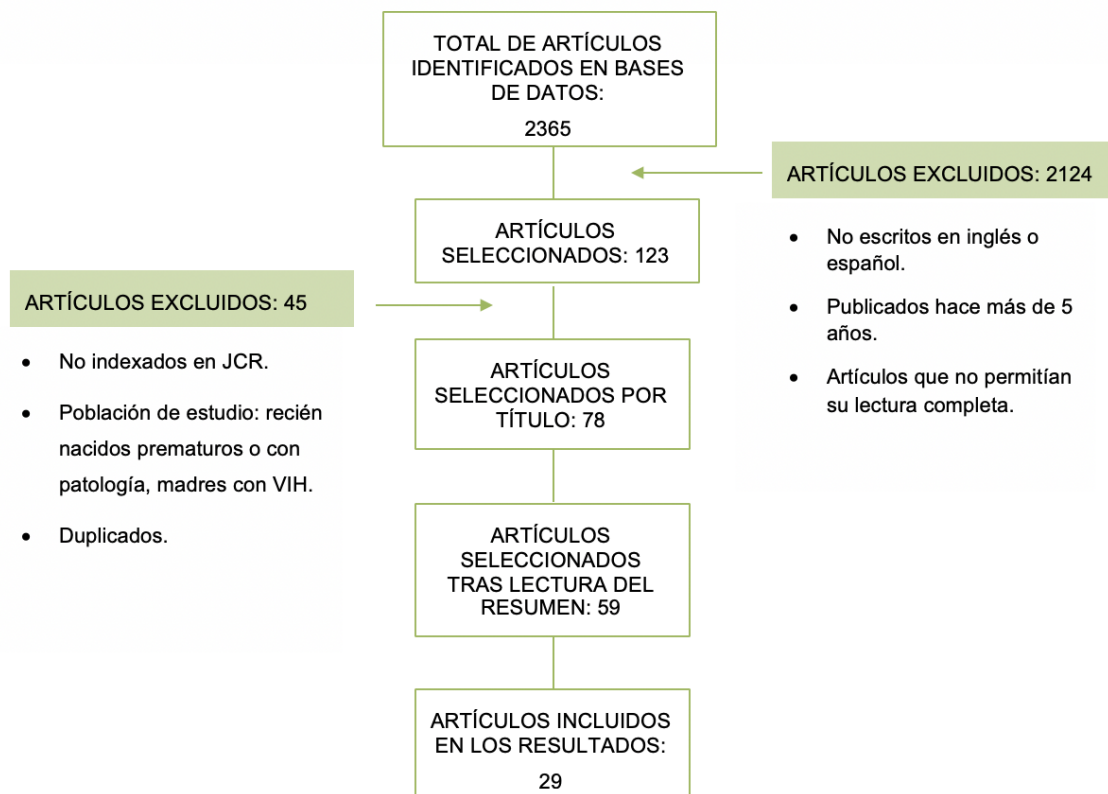 TOTAL DE ARTÍCULOS
IDENTIFICADOS EN BASES
DE DATOS:
2365
ARTÍCULOS EXCLUIDOS: 2124
• No escritos en inglés o
español.
• Publicados hace más de 5
años.
• Artículos que no permitían
su lectura completa.
ARTÍCULOS
SELECCIONADOS: 123
ARTÍCULOS EXCLUIDOS: 45
• No indexados en JCR.
• Población de estudio: recién
nacidos prematuros o con
patología, madres con VIH.
• Duplicados.
ARTÍCULOS
SELECCIONADOS POR
TÍTULO: 78
ARTÍCULOS
SELECCIONADOS
TRAS LECTURA DEL
RESUMEN: 59
ARTÍCULOS INCLUIDOS
EN LOS RESULTADOS:
29